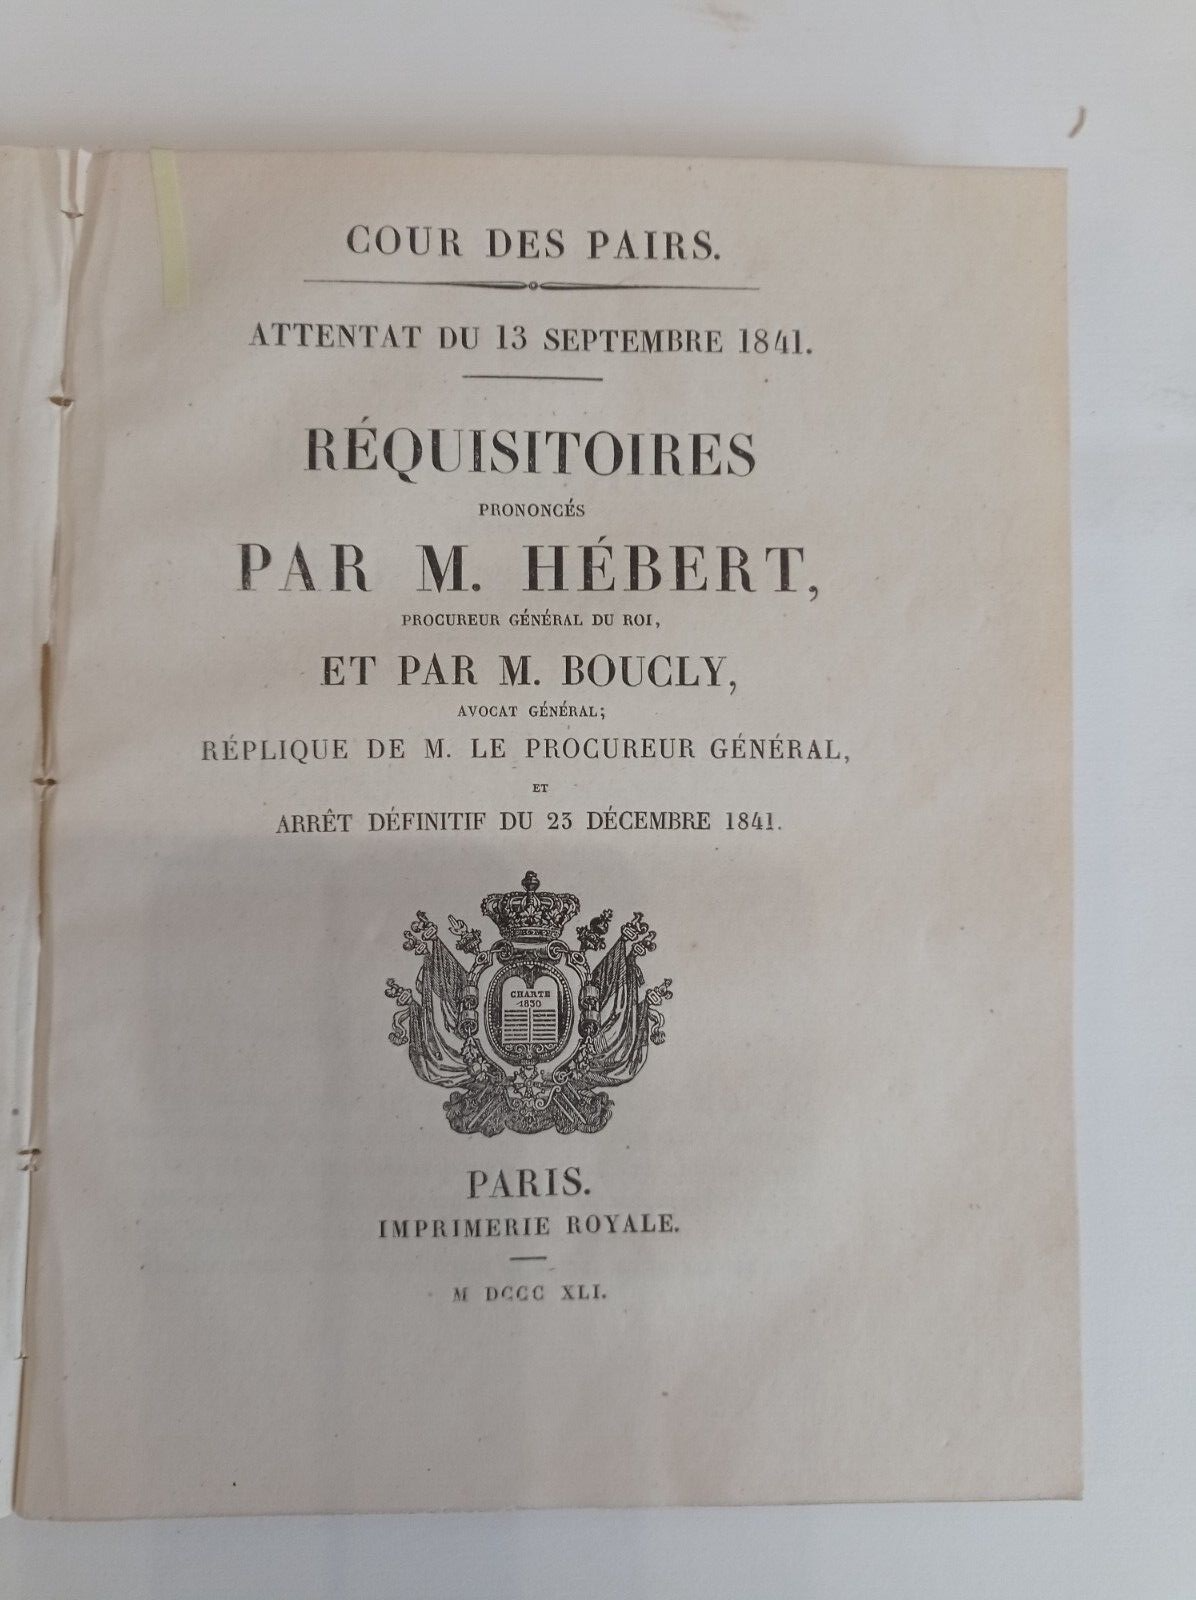 COUR DES PAIRS.
ATTENTAT DU 13 SEPTEMBRE 1841.
RÉQUISITOIRES
PRONONCÉS
PAR M. HÉBERT,
PROCUREUR GÉNÉRAL DU ROI,
ET PAR M. BOUCLY,
AVOCAT GÉNÉRAL;
RÉPLIQUE DE M. LE PROCUREUR GÉNÉRAL,
ET
ARRÊT DÉFINITIF DU 23 DÉCEMBRE 1841.
CHARTE
1830
PARIS.
IMPRIMERIE ROYALE.
M DCCC XLI.